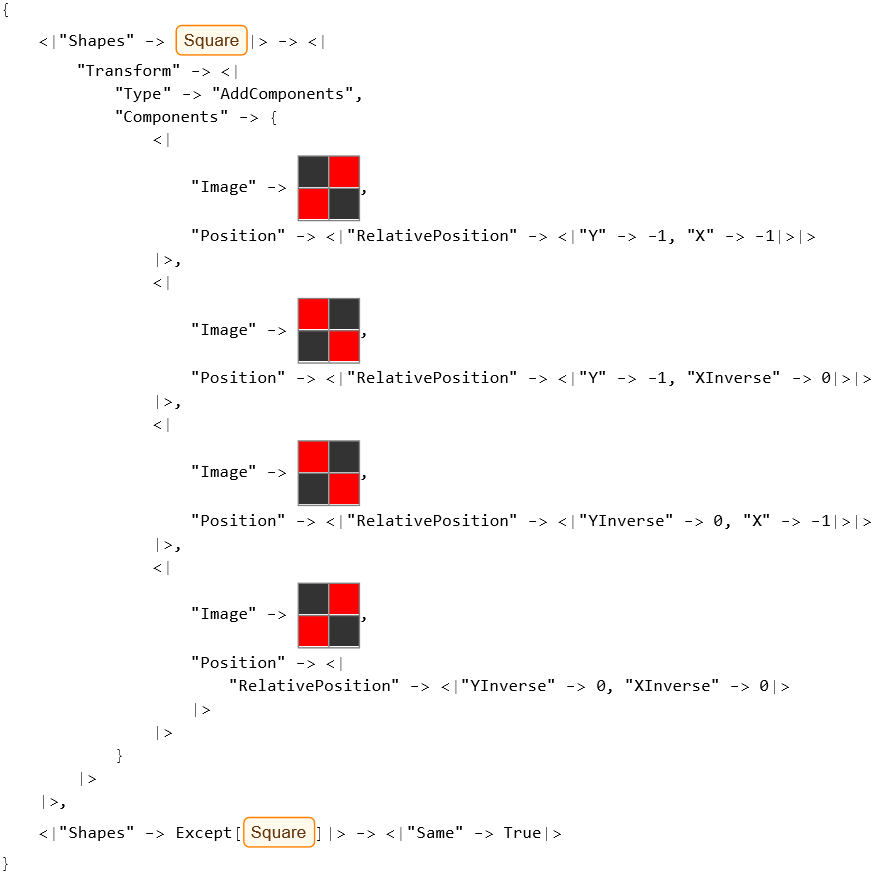 {
<|"Shapes" -> Square|> -> <|
"Transform" -> <|
"Type" -> "AddComponents",
"Components" -> {
<|
"Image" -> ,
"Position" -> <|"RelativePosition" -> <|"Y" -> -1, "X" -> -1|>|>
|>,
<|
"Image" -> ,
"Position" -> <|"RelativePosition" -> <|"Y" -> -1, "XInverse" -> 0|>|>
|>,
<|
"Image" -> ,
"Position" -> <|"RelativePosition" -> <|"YInverse" -> 0, "X" -> -1|>|>
|>,
<|
"Image" -> ,
"Position" -> <|
"RelativePosition" -> <|"YInverse" -> 0, "XInverse" -> 0|>
|>
|>
}
|>
|>,
<|"Shapes" -> Except[Square]|> -> <|"Same" -> True|>
}